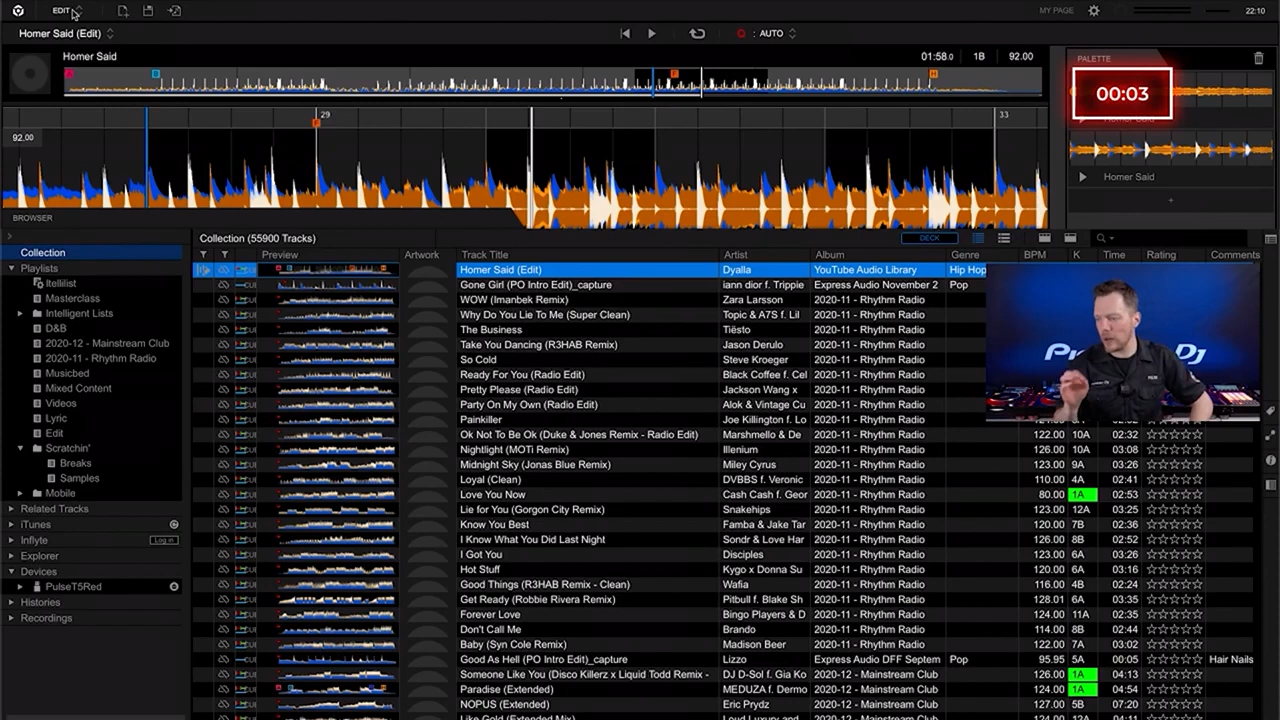 EDIT
MY PAGE
22:10
Homer Said (Edit)
: AUTO
Homer Said
01:58.0
1B
92.00
PALETTE
00:03
92.00
29
33
Homer Said
BROWSER
Collection (55900 Tracks)
DECK
Collection
Playlists
Itellilist
Masterclass
Intelligent Lists
D&B
2020-12 - Mainstream Club
2020-11 - Rhythm Radio
Musicbed
Mixed Content
Videos
Lyric
Edit
Scratchin'
Breaks
Samples
Mobile
Related Tracks
iTunes
Inflyte
Log in
Explorer
Devices
PulseT5Red
Histories
Recordings
Preview Artwork Track Title Artist Album Genre BPM K Time Rating Comments
Homer Said (Edit) Dyalla YouTube Audio Library Hip Hop
Gone Girl (PO Intro Edit)_capture iann dior f. Trippie Express Audio November 2 Pop
WOW (Imanbek Remix) Zara Larsson 2020-11 - Rhythm Radio
Why Do You Lie To Me (Super Clean) Topic & A7S f. Lil 2020-11 - Rhythm Radio
The Business Tiësto 2020-11 - Rhythm Radio
Take You Dancing (R3HAB Remix) Jason Derulo 2020-11 - Rhythm Radio
So Cold Steve Kroeger 2020-11 - Rhythm Radio
Ready For You (Radio Edit) Black Coffee f. Cel 2020-11 - Rhythm Radio
Pretty Please (Radio Edit) Jackson Wang x 2020-11 - Rhythm Radio
Party On My Own (Radio Edit) Alok & Vintage Cu 2020-11 - Rhythm Radio
Painkiller Joe Killington f. Lo 2020-11 - Rhythm Radio
Ok Not To Be Ok (Duke & Jones Remix - Radio Edit) Marshmello & De 2020-11 - Rhythm Radio 122.00 10A 02:32
Nightlight (MOTi Remix) Illenium 2020-11 - Rhythm Radio 126.00 10A 03:08
Midnight Sky (Jonas Blue Remix) Miley Cyrus 2020-11 - Rhythm Radio 123.00 9A 03:26
Loyal (Clean) DVBBS f. Veronic 2020-11 - Rhythm Radio 110.00 4A 02:41
Love You Now Cash Cash f. Geor 2020-11 - Rhythm Radio 80.00 1A 02:53
Lie for You (Gorgon City Remix) Snakehips 2020-11 - Rhythm Radio 123.00 12A 03:25
Know You Best Famba & Jake Tar 2020-11 - Rhythm Radio 120.00 7B 02:36
I Know What You Did Last Night Sondr & Love Har 2020-11 - Rhythm Radio 126.00 8B 02:52
I Got You Disciples 2020-11 - Rhythm Radio 123.00 4A 03:28
Hot Stuff Kygo x Donna Su 2020-11 - Rhythm Radio 120.00 6A 03:16
Good Things (R3HAB Remix - Clean) Wafia 2020-11 - Rhythm Radio 116.00 4B 02:24
Get Ready (Robbie Rivera Remix) Pitbull f. Blake Sh 2020-11 - Rhythm Radio 128.01 6A 03:35
Forever Love Bingo Players & D 2020-11 - Rhythm Radio 124.00 11A 02:35
Don't Call Me Brando 2020-11 - Rhythm Radio 114.00 8B 02:44
Baby (Syn Cole Remix) Madison Beer 2020-11 - Rhythm Radio 122.00 7A 03:02
Good As Hell (PO Intro Edit)_capture Lizzo Express Audio DFF Septem Pop 95.95 5A 00:05 Hair Nails
Someone Like You (Disco Killerz x Liquid Todd Remix - DJ D-Sol f. Gia Ko 2020-12 - Mainstream Club 126.00 1A 04:13
Paradise (Extended) MEDUZA f. Dermo 2020-12 - Mainstream Club 124.00 1A 04:54
NOPUS (Extended) Eric Prydz 2020-12 - Mainstream Club 127.00 5B 07:20